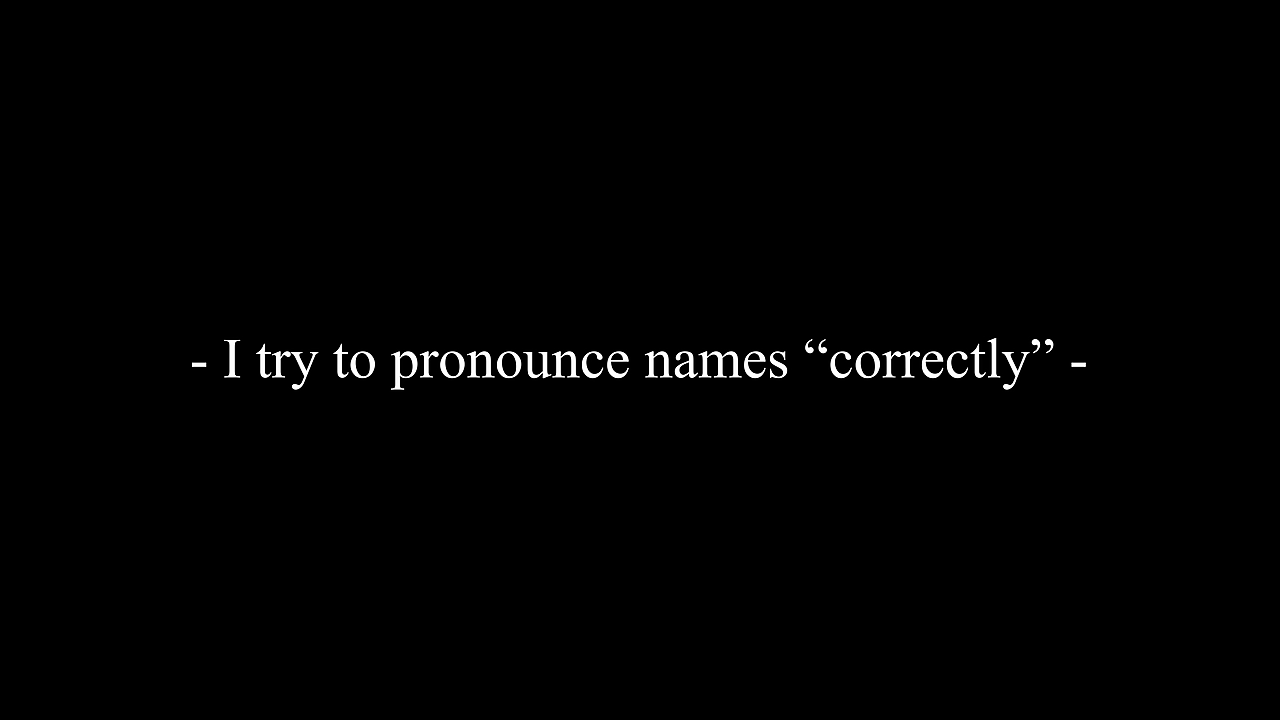 - I try to pronounce names “correctly” -